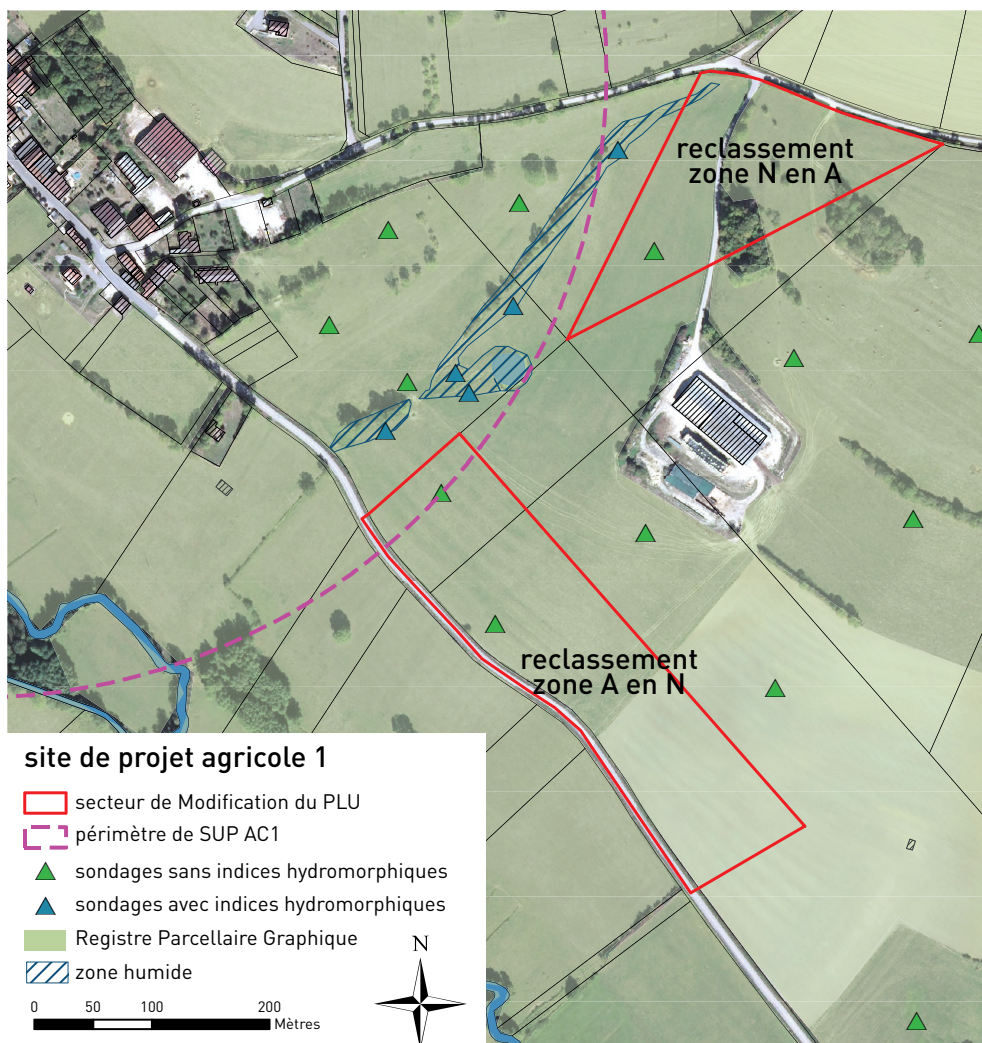 reclassement
zone N en A
reclassement
zone A en N
site de projet agricole 1
secteur de Modification du PLU
périmètre de SUP AC1
sondages sans indices hydromorphiques
sondages avec indices hydromorphiques
Registre Parcellaire Graphique
zone humide
N
0 50 100 200
Mètres